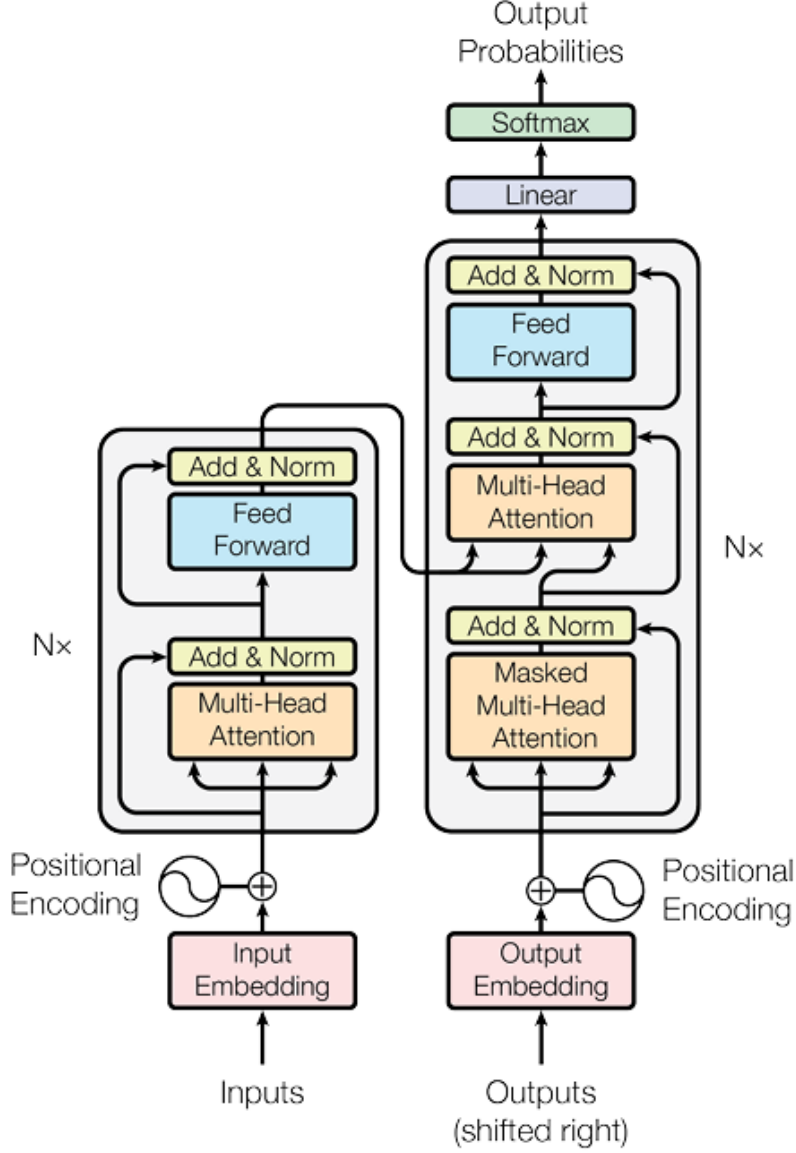 Output
Probabilities
Softmax
Linear
Add & Norm
Feed
Forward
Add & Norm
Multi-Head
Attention
Add & Norm
Masked
Multi-Head
Attention
N×
Add & Norm
Feed
Forward
Add & Norm
Multi-Head
Attention
N×
Positional
Encoding
Positional
Encoding
Input
Embedding
Output
Embedding
Inputs
Outputs
(shifted right)